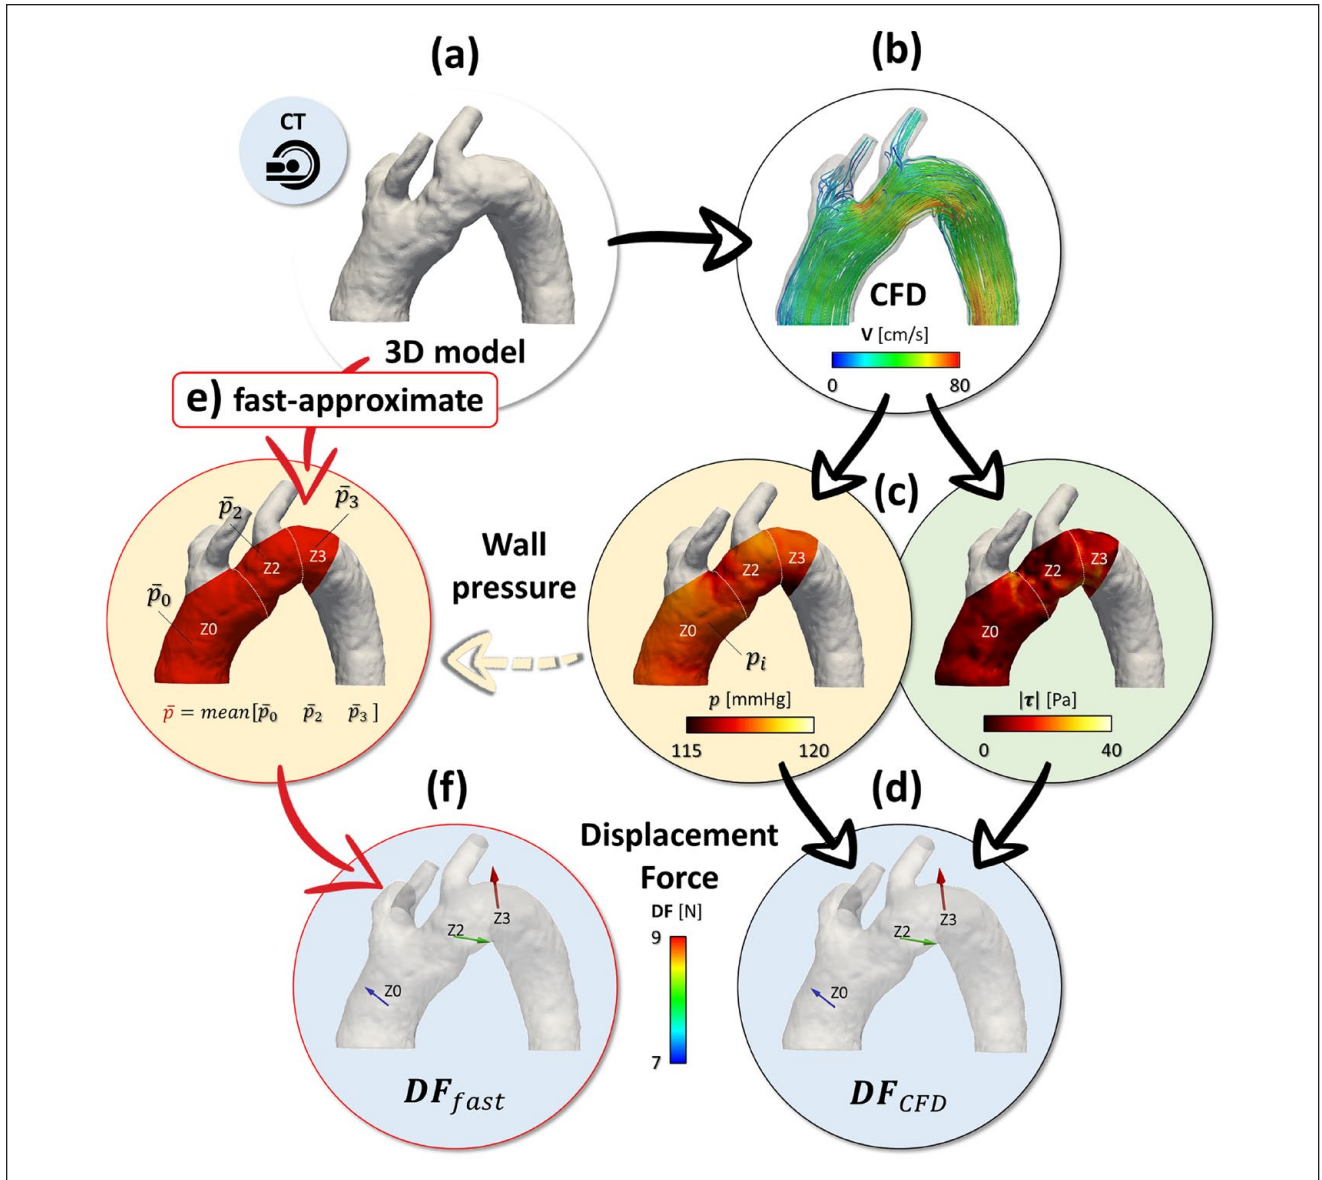 (a)
(b)
CT
3D model
CFD
V [cm/s]
0 80
e) fast-approximate
(c)
p̄₂
p̄₃
p̄₀
Z0
Z2
Z3
p̄ = mean[p̄₀ p̄₂ p̄₃ ]
Wall
pressure
Z0
Z2
Z3
pᵢ
p [mmHg]
115 120
Z0
Z2
Z3
|τ| [Pa]
0 40
(f)
(d)
Displacement
Force
DF [N]
9
7
Z0
Z2
Z3
DF_fast
Z0
Z2
Z3
DF_CFD